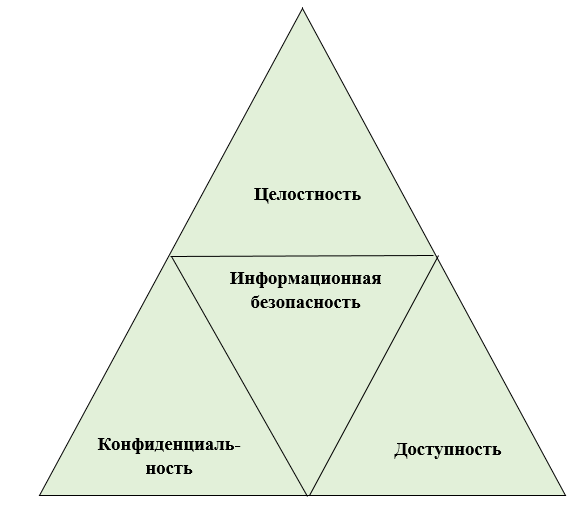 Целостность
Информационная
безопасность
Конфиденциаль-
ность
Доступность